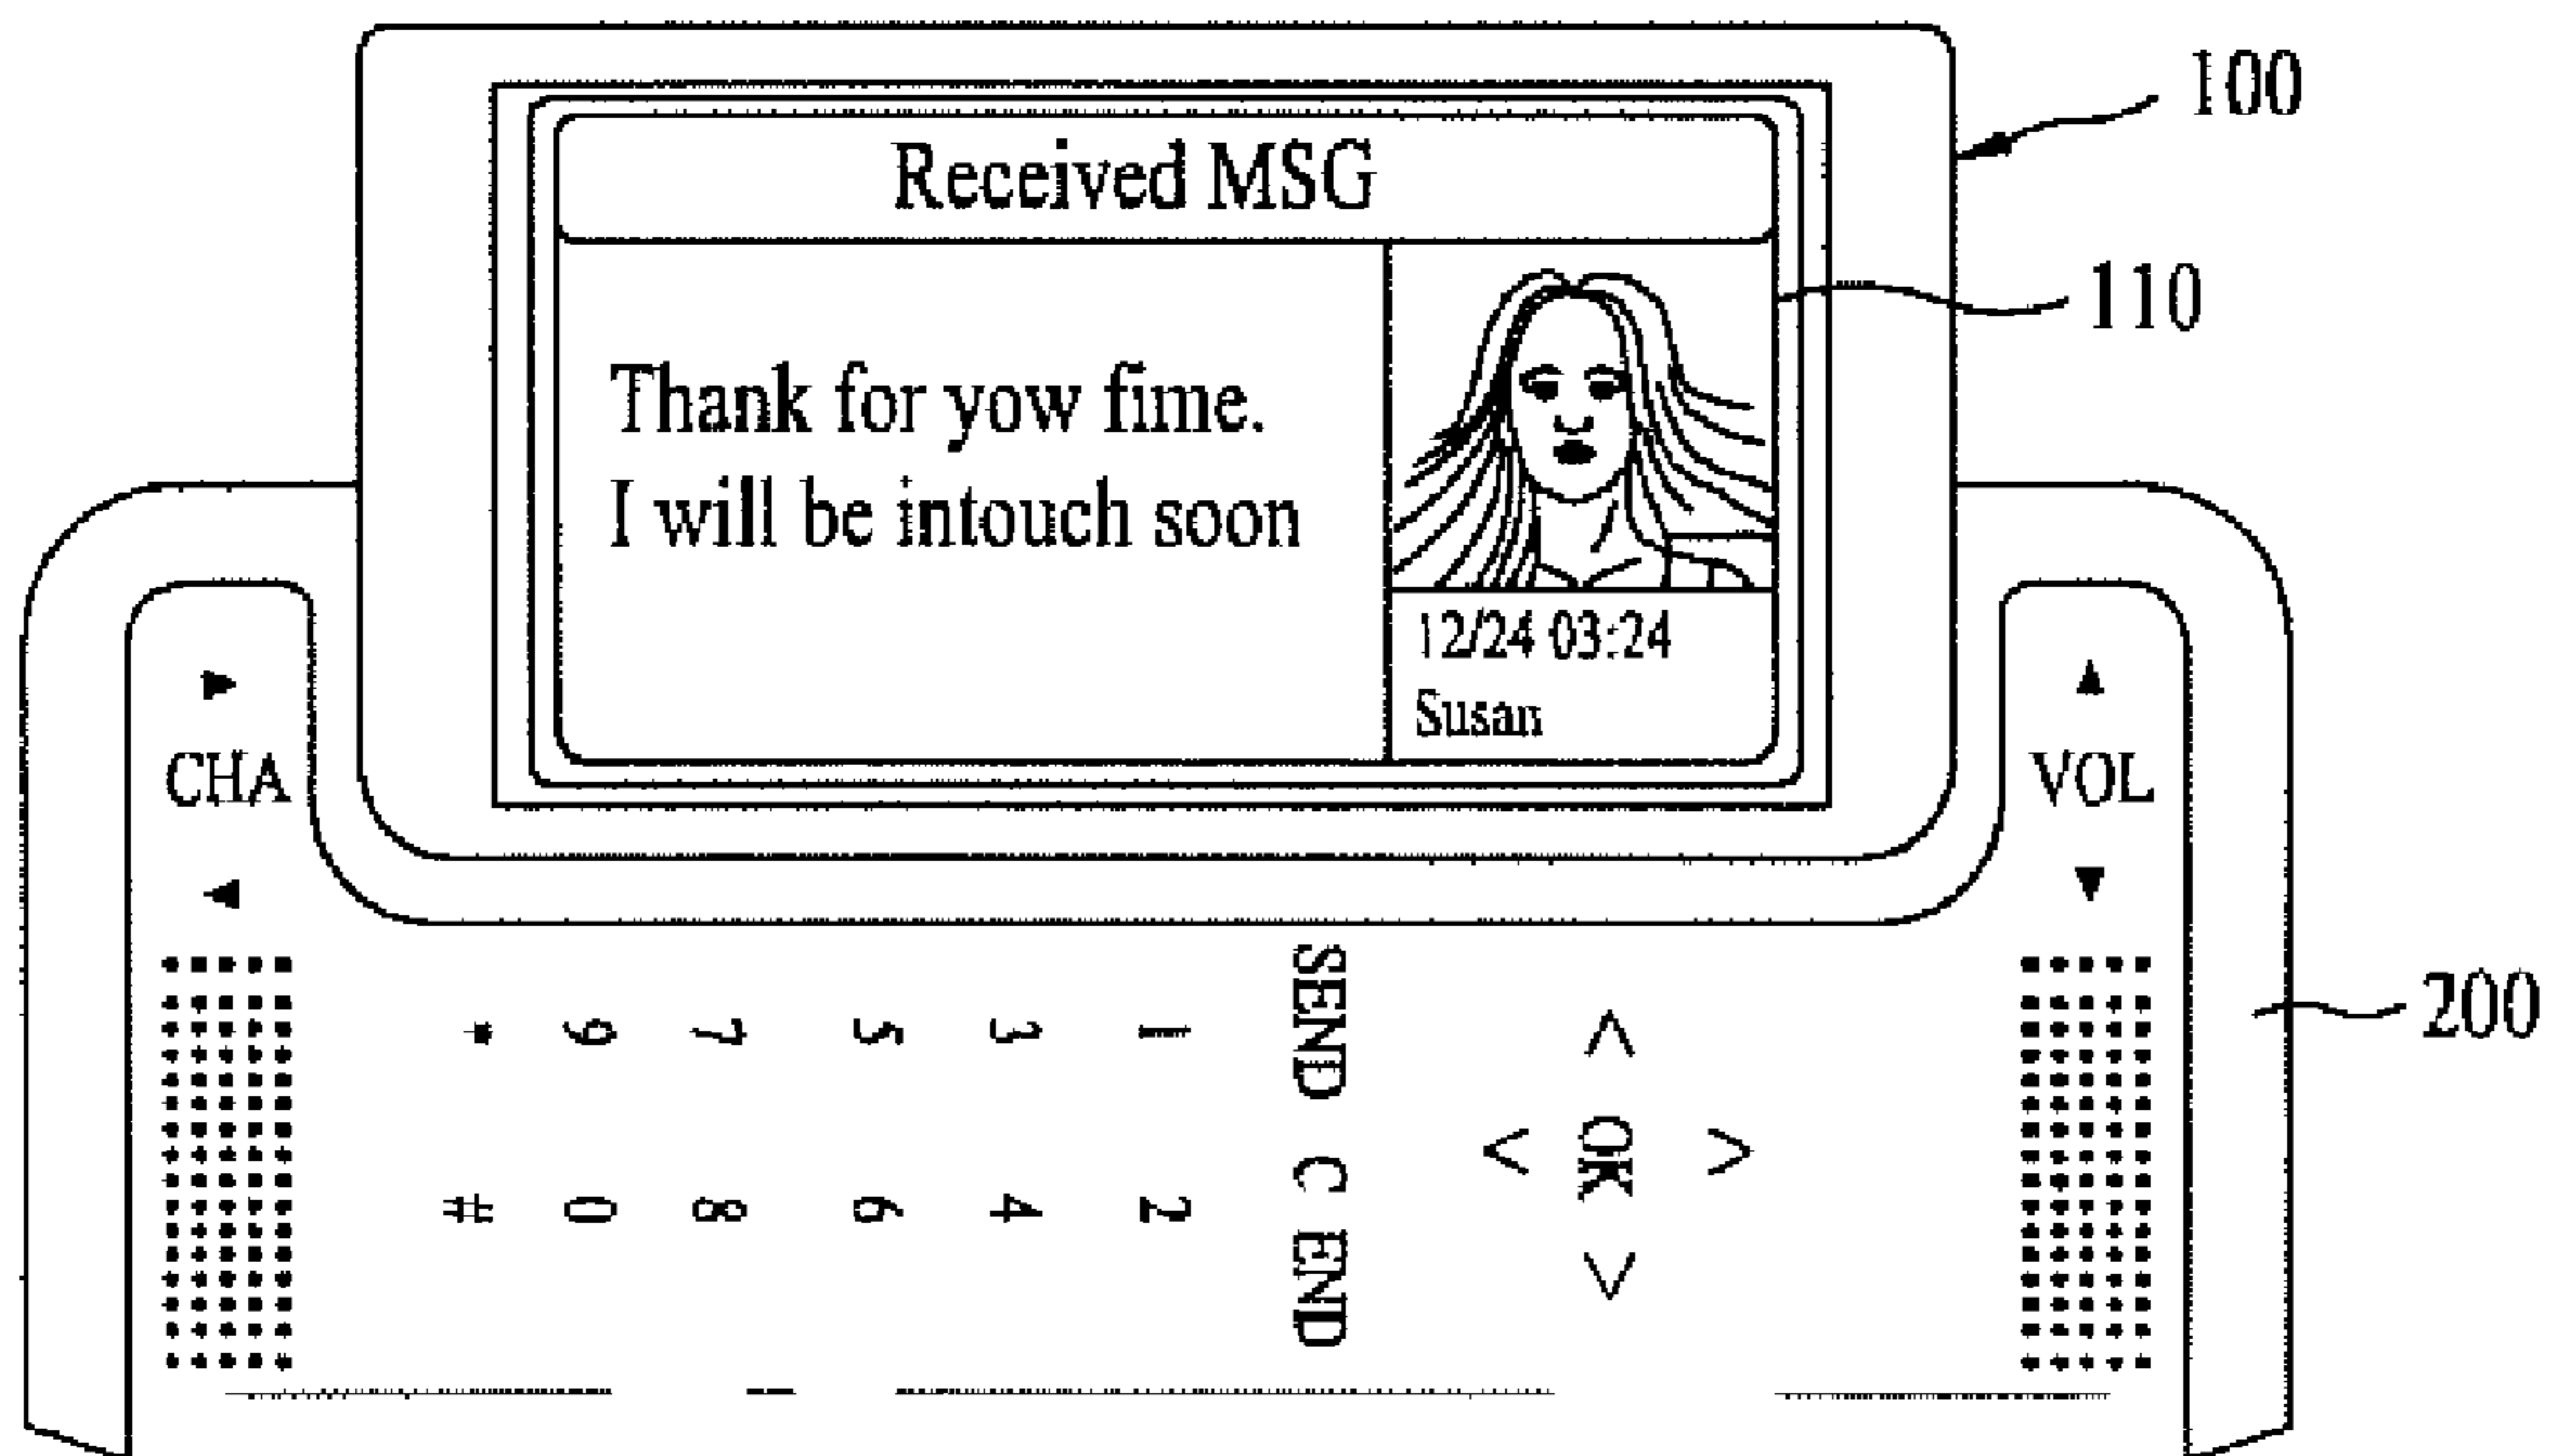 100
Received MSG
110
Thank for yow fime.
I will be intouch soon
12/24 03:24
Susan
CHA
VOL
200
* 9 7 5 3 1 SEND
C OK
# 0 8 6 4 2 END